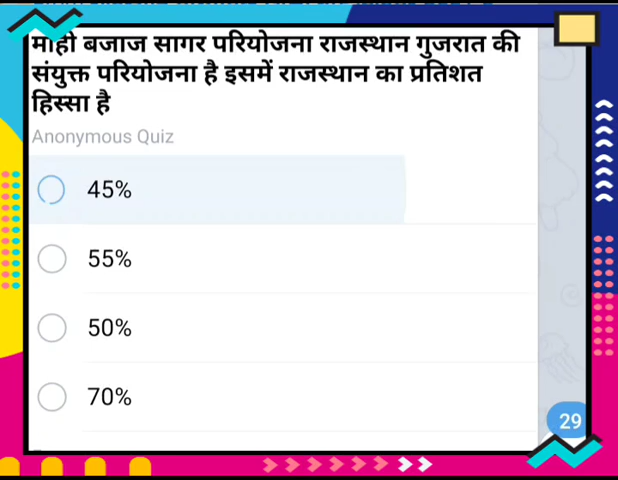 माही बजाज सागर परियोजना राजस्थान गुजरात की
संयुक्त परियोजना है इसमें राजस्थान का प्रतिशत
हिस्सा है
Anonymous Quiz
45%
55%
50%
70%
29